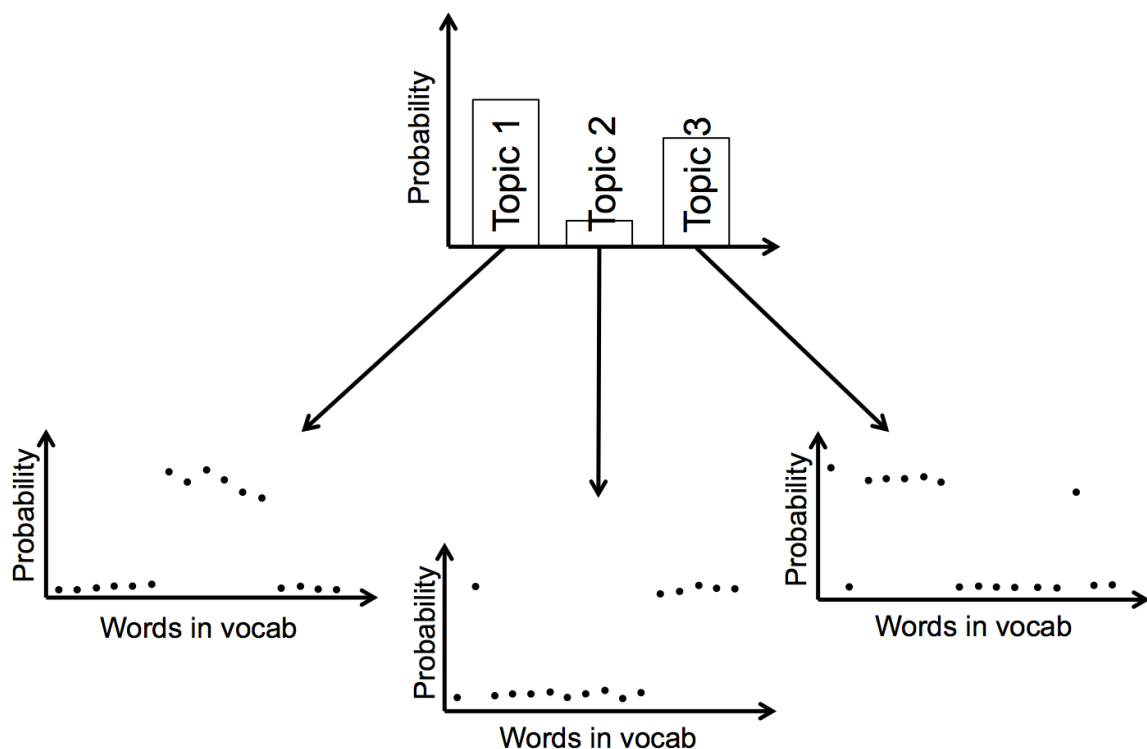 Probability
Topic 1
Topic 2
Topic 3
Probability
Words in vocab
Probability
Words in vocab
Probability
Words in vocab